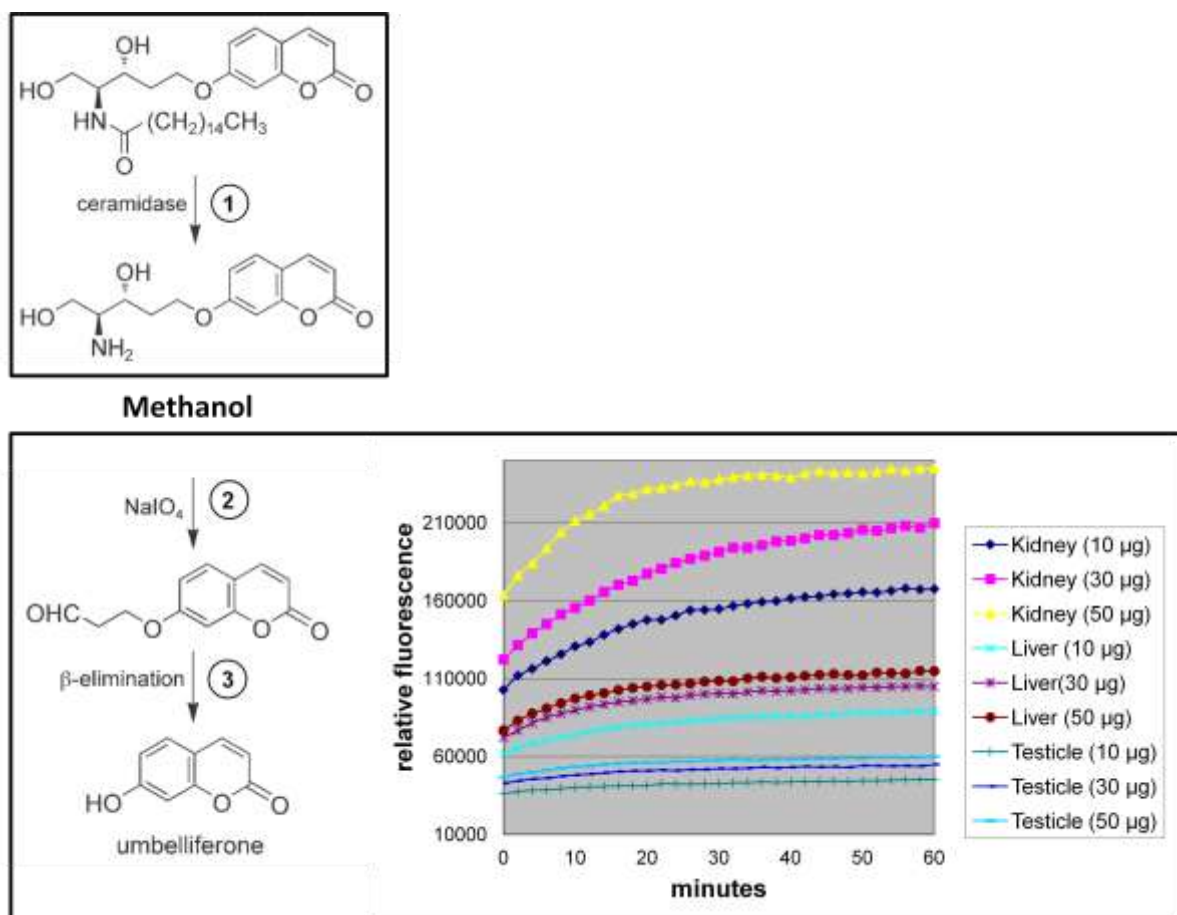 OH
HO
O
O
O
HN
(CH2)14CH3
O
ceramidase
1
OH
HO
O
O
O
NH2
Methanol
NaIO4
2
OHC
O
O
O
β-elimination
3
HO
O
O
umbelliferone
relative fluorescence
210000
160000
110000
60000
10000
0 10 20 30 40 50 60
minutes
Kidney (10 µg)
Kidney (30 µg)
Kidney (50 µg)
Liver (10 µg)
Liver(30 µg)
Liver (50 µg)
Testicle (10 µg)
Testicle (30 µg)
Testicle (50 µg)